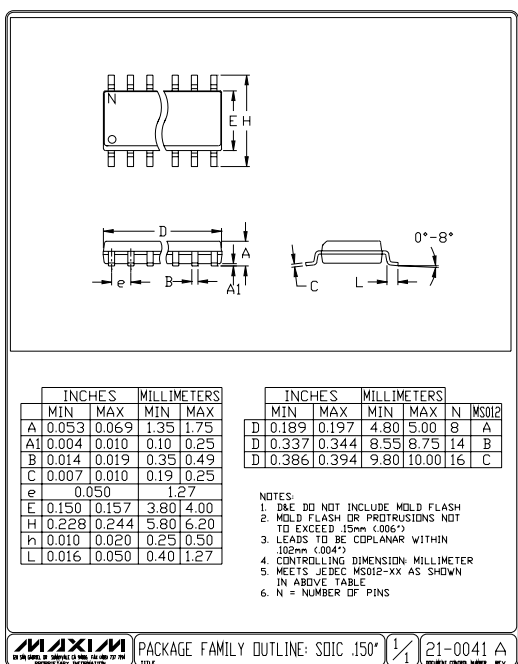 N
E H
D
0°-8°
A
e
B
A1
C
L
INCHES MILLIMETERS
MIN MAX MIN MAX
A 0.053 0.069 1.35 1.75
A1 0.004 0.010 0.10 0.25
B 0.014 0.019 0.35 0.49
C 0.007 0.010 0.19 0.25
e 0.050 1.27
E 0.150 0.157 3.80 4.00
H 0.228 0.244 5.80 6.20
h 0.010 0.020 0.25 0.50
L 0.016 0.050 0.40 1.27
INCHES MILLIMETERS
MIN MAX MIN MAX N MS012
D 0.189 0.197 4.80 5.00 8 A
D 0.337 0.344 8.55 8.75 14 B
D 0.386 0.394 9.80 10.00 16 C
NOTES:
1. D&E DO NOT INCLUDE MOLD FLASH
2. MOLD FLASH OR PROTRUSIONS NOT
TO EXCEED .15mm (.006")
3. LEADS TO BE COPLANAR WITHIN
.102mm (.004")
4. CONTROLLING DIMENSION: MILLIMETER
5. MEETS JEDEC MS012-XX AS SHOWN
IN ABOVE TABLE
6. N = NUMBER OF PINS
MAXIM
PROPRIETARY INFORMATION
PACKAGE FAMILY OUTLINE: SOIC .150"
TITLE
1/1
21-0041 A
DOCUMENT CONTROL NUMBER REV